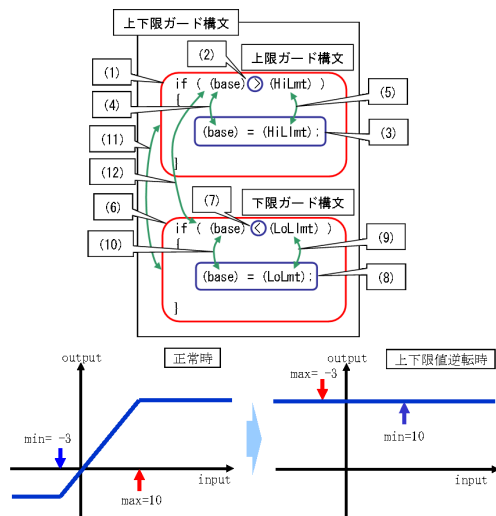 上下限ガード構文
(2)
上限ガード構文
(1)
if ( (base) > (HiLmt) )
{
(4)
(5)
(base) = (HiLmt);
(3)
}
(11)
(12)
(7)
下限ガード構文
(6)
if ( (base) < (LoLmt) )
{
(10)
(9)
(base) = (LoLmt);
(8)
}
output
正常時
min= -3
input
max=10
output
上下限値逆転時
max= -3
min=10
input